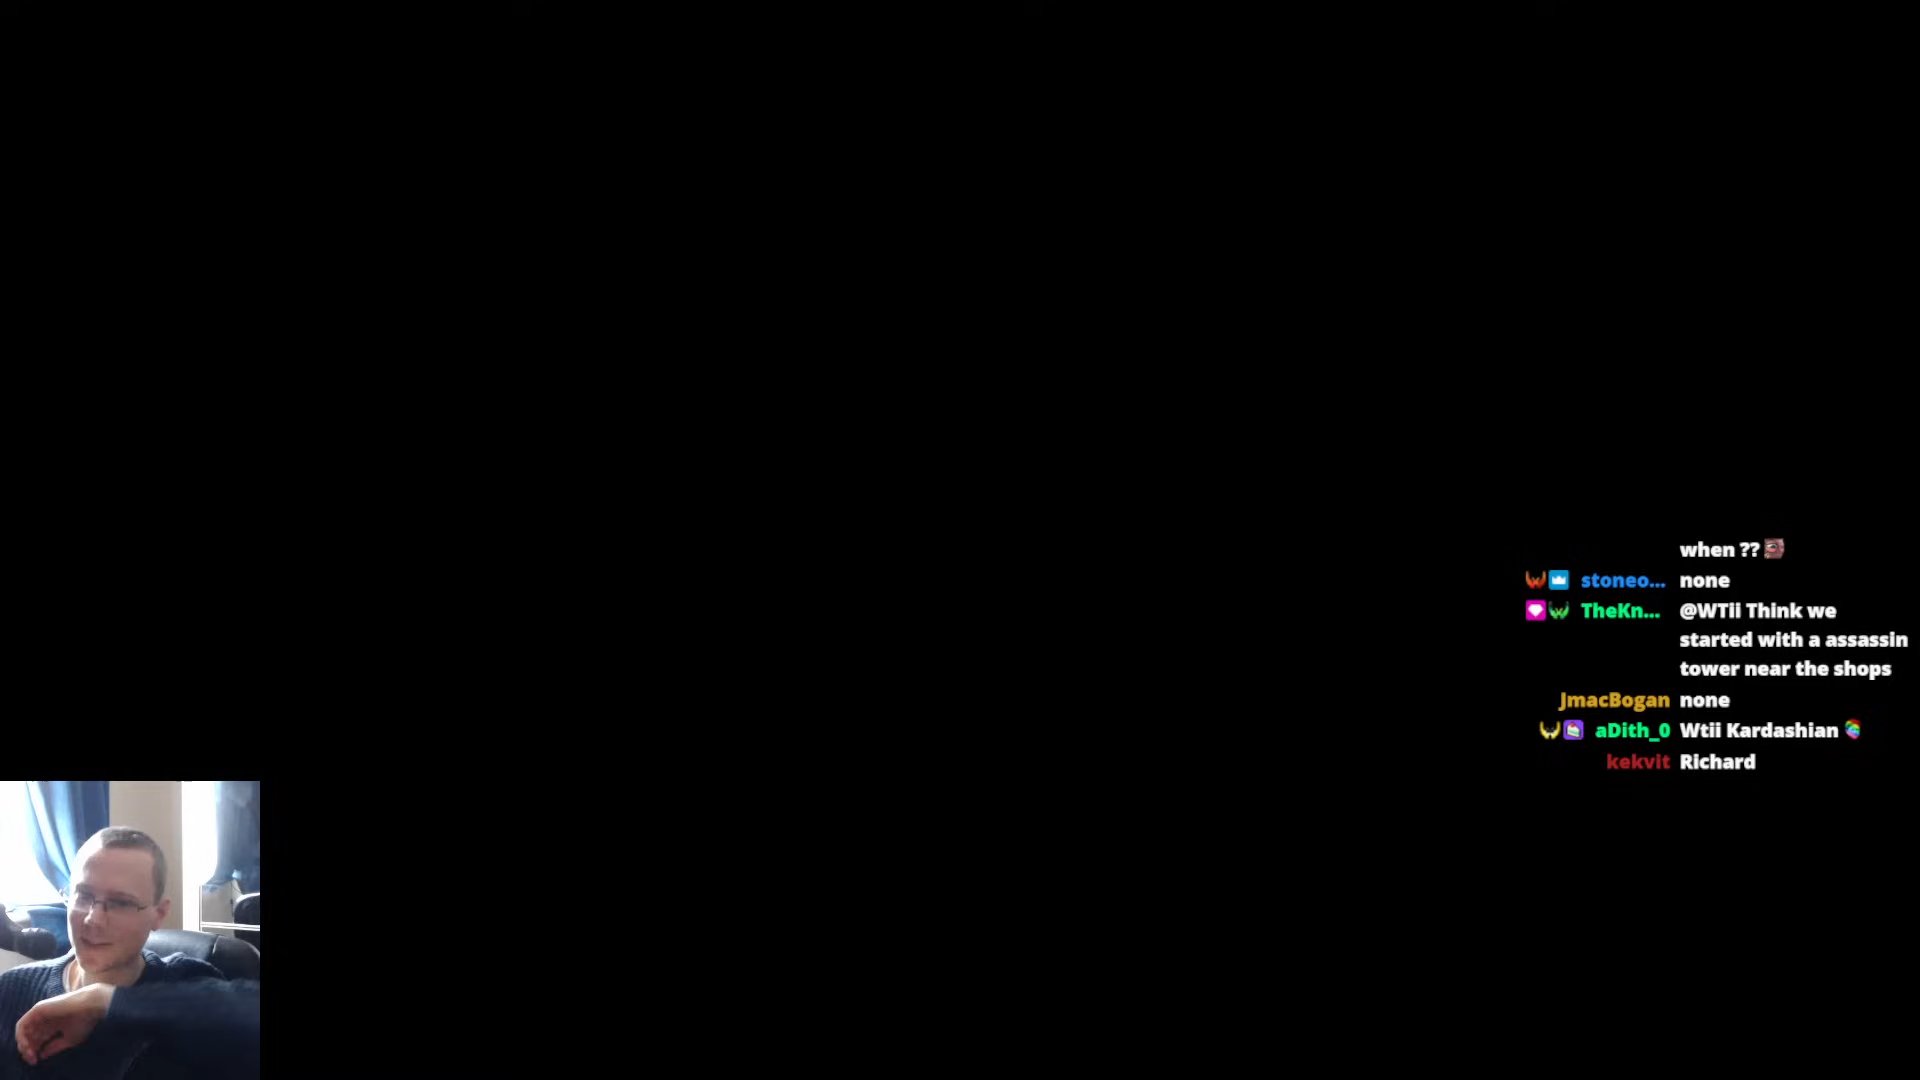 when ??
stoneo... none
TheKn... @WTii Think we
started with a assassin
tower near the shops
JmacBogan none
aDith_0 Wtii Kardashian
kekvit Richard